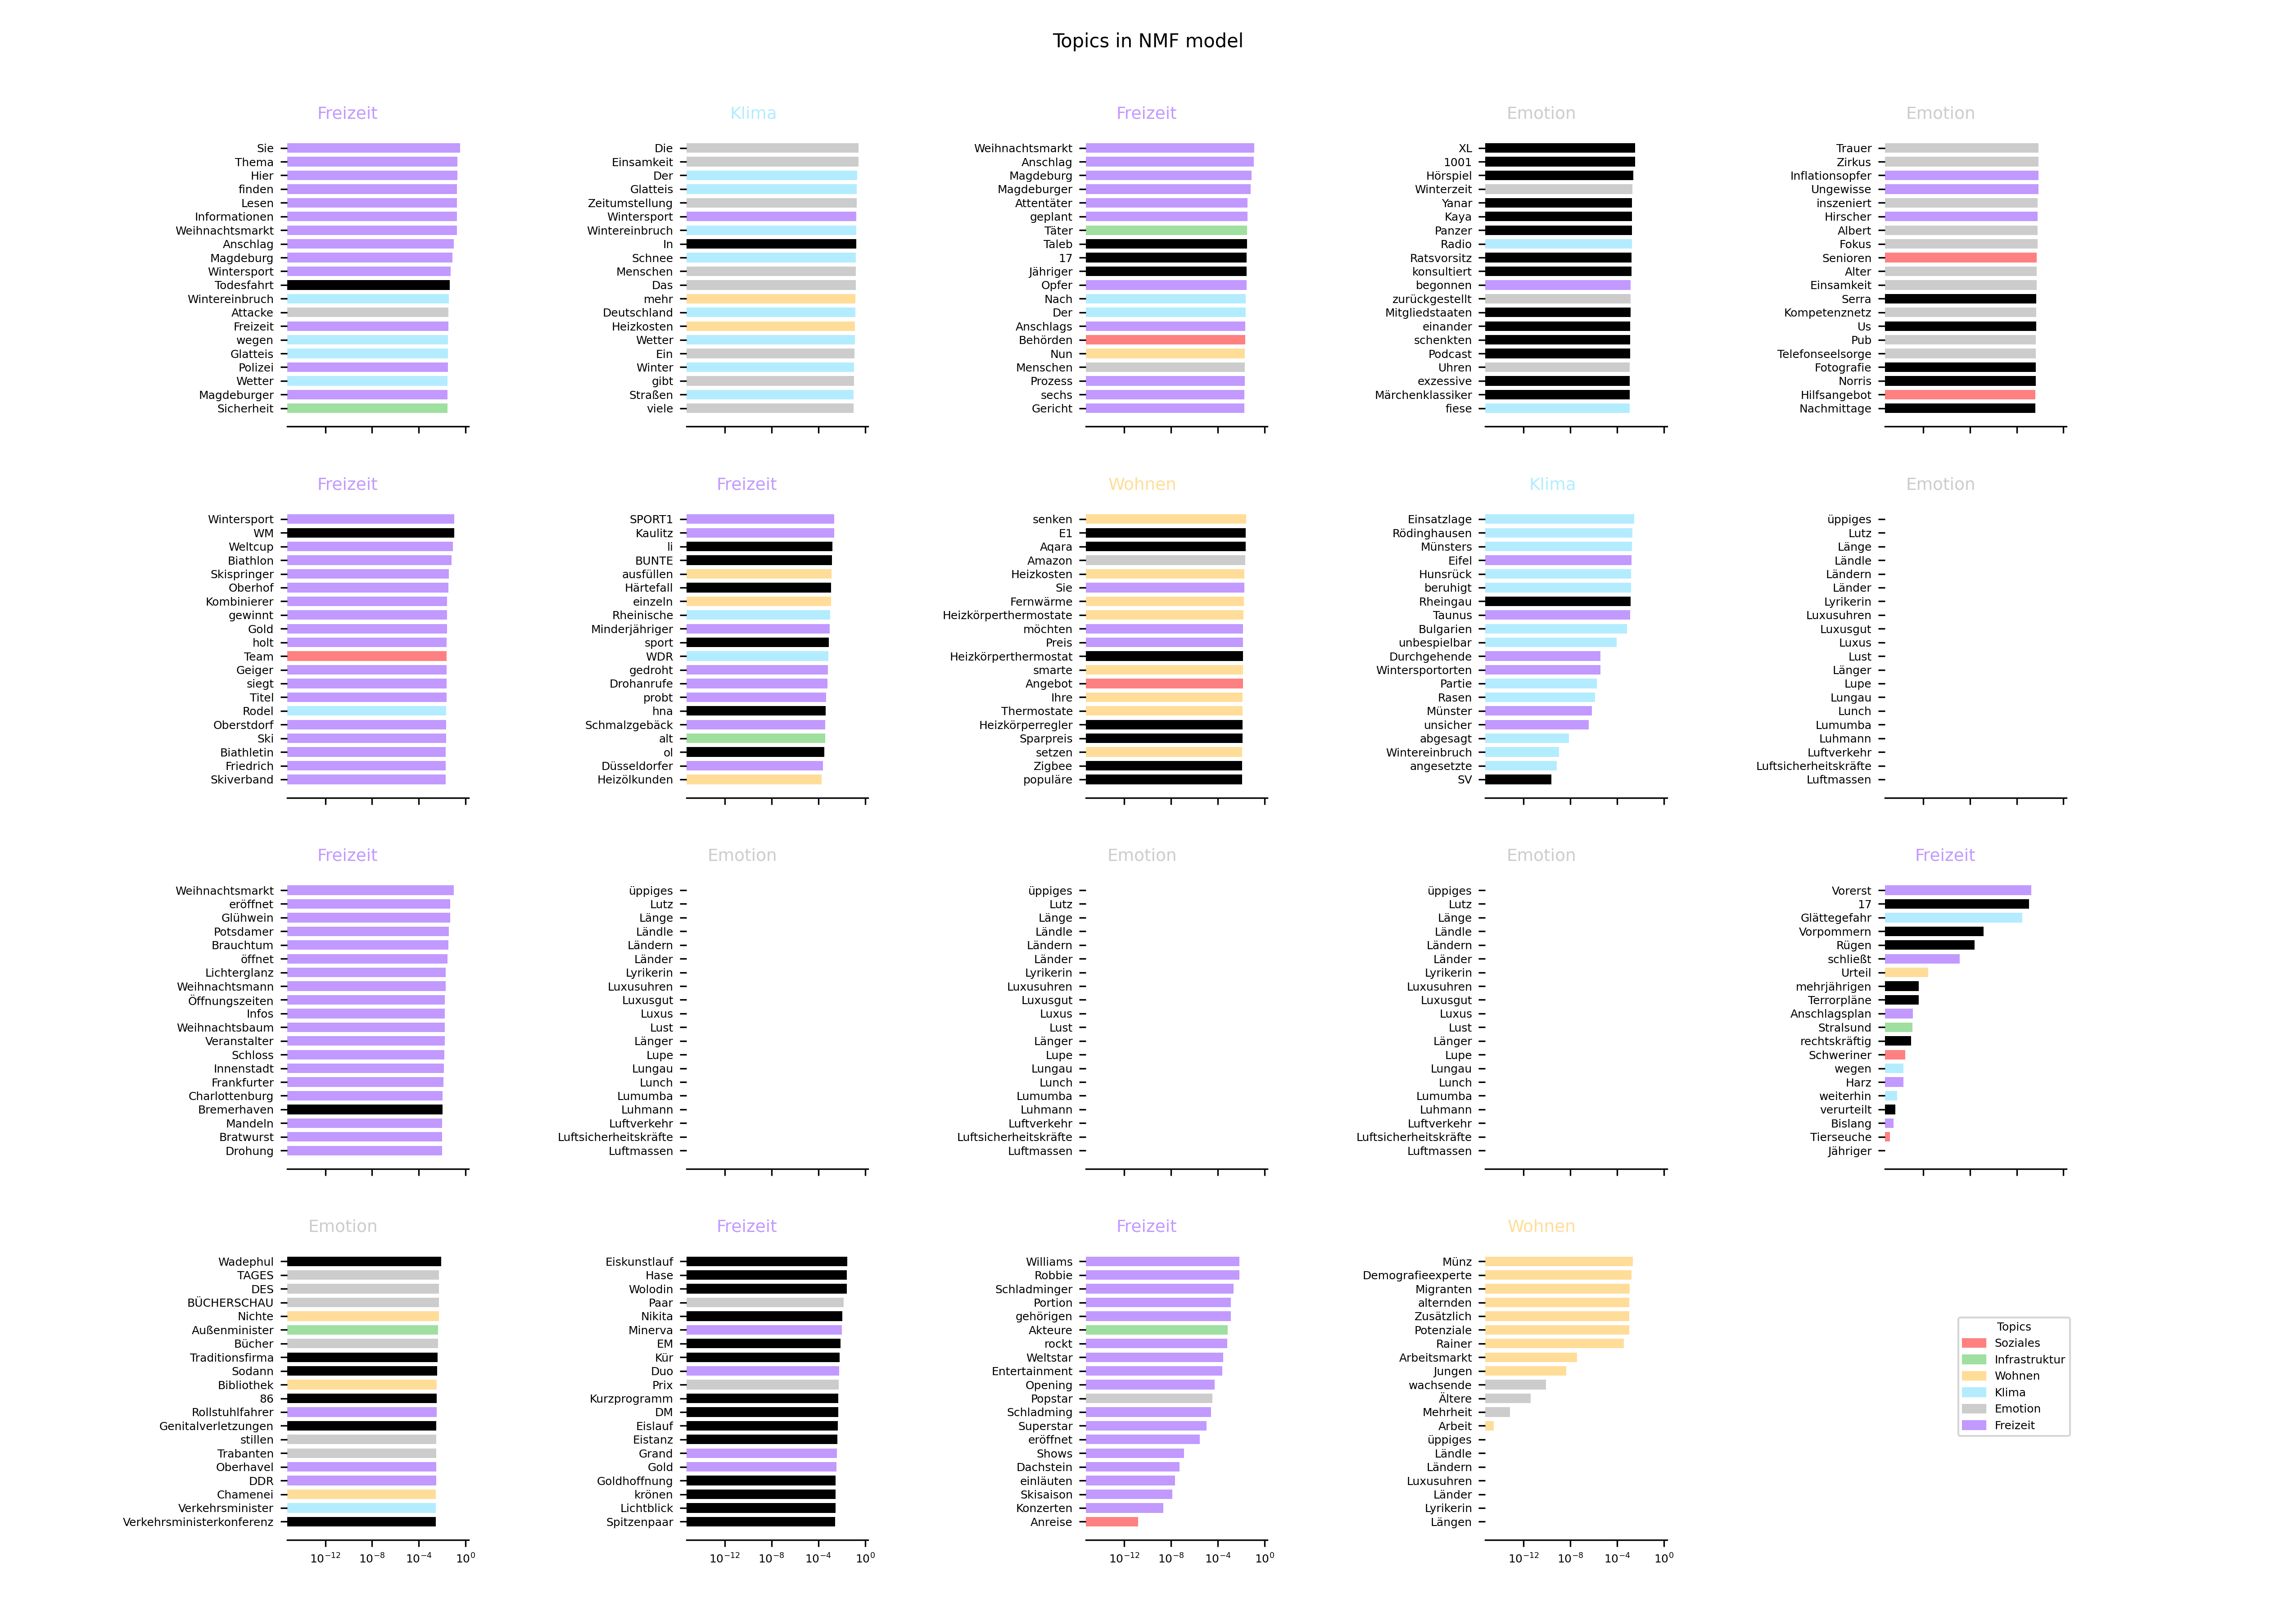 Topics in NMF model
Freizeit
Sie
Thema
Hier
finden
Lesen
Informationen
Weihnachtsmarkt
Anschlag
Magdeburg
Wintersport
Todesfahrt
Wintereinbruch
Attacke
Freizeit
wegen
Glatteis
Polizei
Wetter
Magdeburger
Sicherheit
Klima
Die
Einsamkeit
Der
Glatteis
Zeitumstellung
Wintersport
Wintereinbruch
In
Schnee
Menschen
Das
mehr
Deutschland
Heizkosten
Wetter
Ein
Winter
gibt
Straßen
viele
Freizeit
Weihnachtsmarkt
Anschlag
Magdeburg
Magdeburger
Attentäter
geplant
Täter
Taleb
17
Jähriger
Opfer
Nach
Der
Anschlags
Behörden
Nun
Menschen
Prozess
sechs
Gericht
Emotion
XL
1001
Hörspiel
Winterzeit
Yanar
Kaya
Panzer
Radio
Ratsvorsitz
konsultiert
begonnen
zurückgestellt
Mitgliedstaaten
einander
schenkten
Podcast
Uhren
exzessive
Märchenklassiker
fiese
Emotion
Trauer
Zirkus
Inflationsopfer
Ungewisse
inszeniert
Hirscher
Albert
Fokus
Senioren
Alter
Einsamkeit
Serra
Kompetenznetz
Us
Pub
Telefonseelsorge
Fotografie
Norris
Hilfsangebot
Nachmittage
Freizeit
Wintersport
WM
Weltcup
Biathlon
Skispringer
Oberhof
Kombinierer
gewinnt
Gold
holt
Team
Geiger
siegt
Titel
Rodel
Oberstdorf
Ski
Biathletin
Friedrich
Skiverband
Freizeit
SPORT1
Kaulitz
li
BUNTE
ausfüllen
Härtefall
einzeln
Rheinische
Minderjähriger
sport
WDR
gedroht
Drohanrufe
probt
hna
Schmalzgebäck
alt
ol
Düsseldorfer
Heizölkunden
Wohnen
senken
E1
Aqara
Amazon
Heizkosten
Sie
Fernwärme
Heizkörperthermostate
möchten
Preis
Heizkörperthermostat
smarte
Angebot
Ihre
Thermostate
Heizkörperregler
Sparpreis
setzen
Zigbee
populäre
Klima
Einsatzlage
Rödinghausen
Münsters
Eifel
Hunsrück
beruhigt
Rheingau
Taunus
Bulgarien
unbespielbar
Durchgehende
Wintersportorten
Partie
Rasen
Münster
unsicher
abgesagt
Wintereinbruch
angesetzte
SV
Emotion
üppiges
Lutz
Länge
Ländle
Ländern
Länder
Lyrikerin
Luxusuhren
Luxusgut
Luxus
Lust
Länger
Lupe
Lungau
Lunch
Lumumba
Luhmann
Luftverkehr
Luftsicherheitskräfte
Luftmassen
Freizeit
Weihnachtsmarkt
eröffnet
Glühwein
Potsdamer
Brauchtum
öffnet
Lichterglanz
Weihnachtsmann
Öffnungszeiten
Infos
Weihnachtsbaum
Veranstalter
Schloss
Innenstadt
Frankfurter
Charlottenburg
Bremerhaven
Mandeln
Bratwurst
Drohung
Emotion
üppiges
Lutz
Länge
Ländle
Ländern
Länder
Lyrikerin
Luxusuhren
Luxusgut
Luxus
Lust
Länger
Lupe
Lungau
Lunch
Lumumba
Luhmann
Luftverkehr
Luftsicherheitskräfte
Luftmassen
Emotion
üppiges
Lutz
Länge
Ländle
Ländern
Länder
Lyrikerin
Luxusuhren
Luxusgut
Luxus
Lust
Länger
Lupe
Lungau
Lunch
Lumumba
Luhmann
Luftverkehr
Luftsicherheitskräfte
Luftmassen
Emotion
üppiges
Lutz
Länge
Ländle
Ländern
Länder
Lyrikerin
Luxusuhren
Luxusgut
Luxus
Lust
Länger
Lupe
Lungau
Lunch
Lumumba
Luhmann
Luftverkehr
Luftsicherheitskräfte
Luftmassen
Freizeit
Vorerst
17
Glättegefahr
Vorpommern
Rügen
schließt
Urteil
mehrjährigen
Terrorpläne
Anschlagsplan
Stralsund
rechtskräftig
Schweriner
wegen
Harz
weiterhin
verurteilt
Bislang
Tierseuche
Jähriger
Emotion
Wadephul
TAGES
DES
BÜCHERSCHAU
Nichte
Außenminister
Bücher
Traditionsfirma
Sodann
Bibliothek
86
Rollstuhlfahrer
Genitalverletzungen
stillen
Trabanten
Oberhavel
DDR
Chamenei
Verkehrsminister
Verkehrsministerkonferenz
10⁻¹² 10⁻⁸ 10⁻⁴ 10⁰
Freizeit
Eiskunstlauf
Hase
Wolodin
Paar
Nikita
Minerva
EM
Kür
Duo
Prix
Kurzprogramm
DM
Eislauf
Eistanz
Grand
Gold
Goldhoffnung
krönen
Lichtblick
Spitzenpaar
10⁻¹² 10⁻⁸ 10⁻⁴ 10⁰
Freizeit
Williams
Robbie
Schladminger
Portion
gehörigen
Akteure
rockt
Weltstar
Entertainment
Opening
Popstar
Schladming
Superstar
eröffnet
Shows
Dachstein
einläuten
Skisaison
Konzerten
Anreise
10⁻¹² 10⁻⁸ 10⁻⁴ 10⁰
Wohnen
Münz
Demografieexperte
Migranten
alternden
Zusätzlich
Potenziale
Rainer
Arbeitsmarkt
Jungen
wachsende
Ältere
Mehrheit
Arbeit
üppiges
Ländle
Ländern
Luxusuhren
Länder
Lyrikerin
Längen
10⁻¹² 10⁻⁸ 10⁻⁴ 10⁰
Topics
Soziales
Infrastruktur
Wohnen
Klima
Emotion
Freizeit